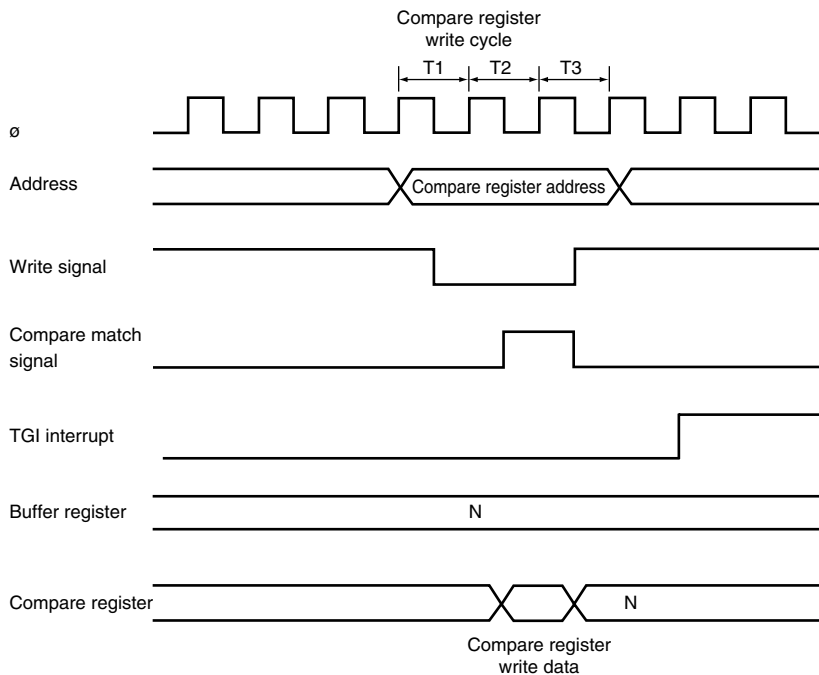 Compare register
write cycle
T1 T2 T3
ø
Address
Compare register address
Write signal
Compare match
signal
TGI interrupt
Buffer register
N
Compare register
N
Compare register
write data